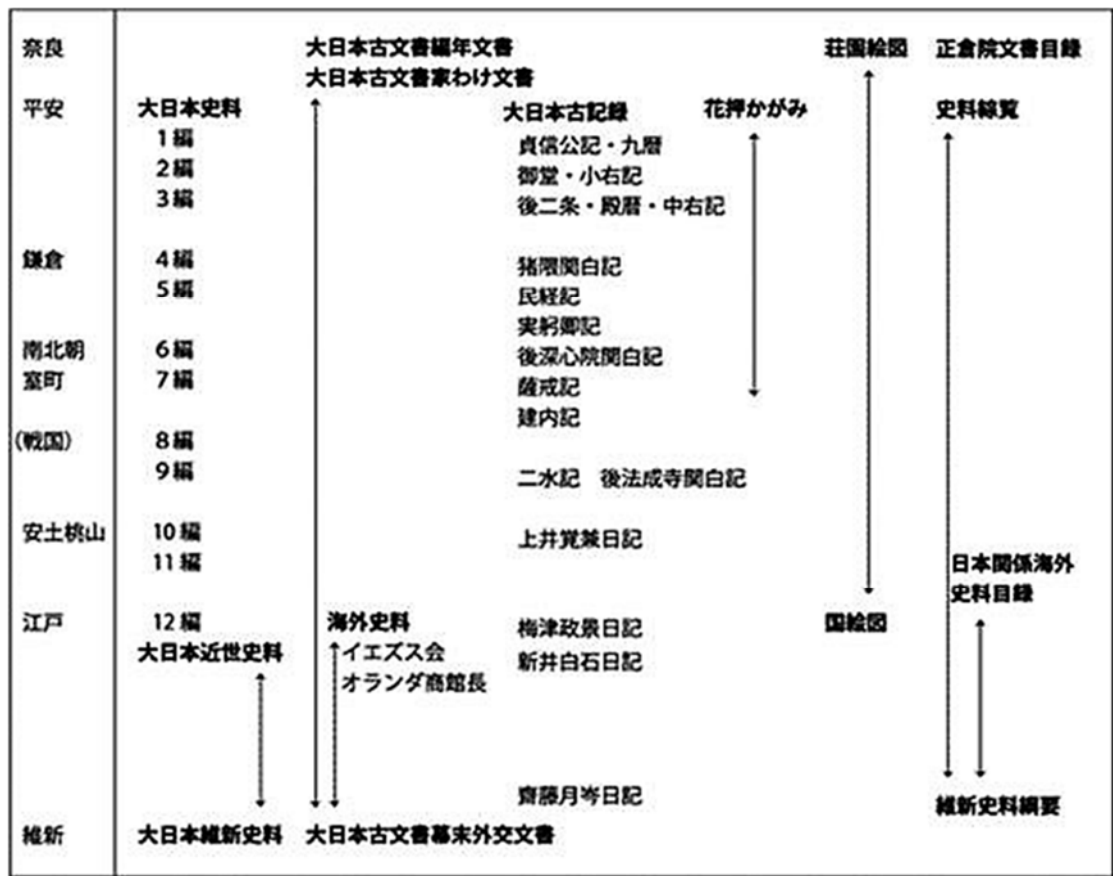 奈良 大日本古文書編年文書 荘園絵図 正倉院文書目録
大日本古文書家わけ文書
平安 大日本史料 大日本古記録 花押かがみ 史料綜覧
1編 貞信公記・九暦
2編 御堂・小右記
3編 後二条・殿暦・中右記
鎌倉 4編 猪隈関白記
5編 民経記
実躬卿記
南北朝 6編 後深心院関白記
室町 7編 薩戒記
建内記
(戦国) 8編
9編 二水記 後法成寺関白記
安土桃山 10編 上井覚兼日記
11編 日本関係海外
史料目録
江戸 12編 海外史料 梅津政景日記 国絵図
大日本近世史料 イエズス会 新井白石日記
オランダ商館長
齋藤月岑日記 維新史料綱要
維新 大日本維新史料 大日本古文書幕末外交文書